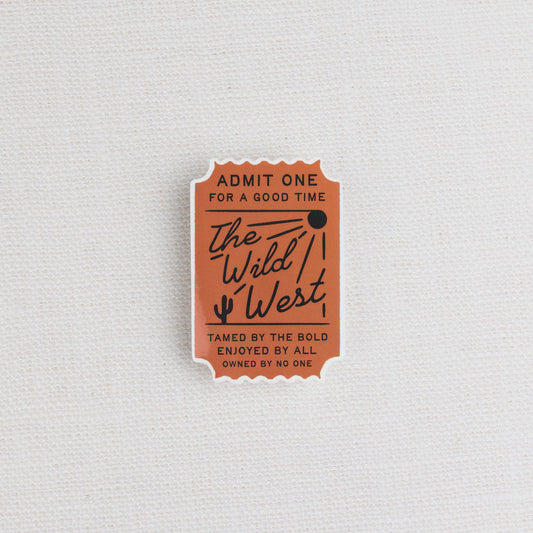 ADMIT ONE
FOR A GOOD TIME
The
Wild
West
TAMED BY THE BOLD
ENJOYED BY ALL
OWNED BY NO ONE